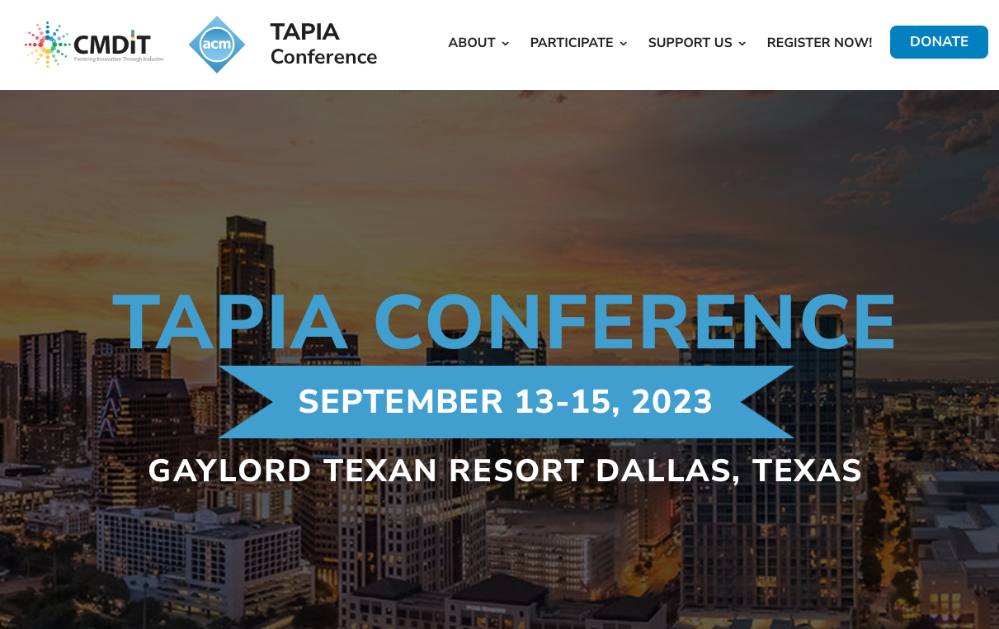 CMDiT
Fostering Innovation Through Inclusion
acm
TAPIA
Conference
ABOUT
PARTICIPATE
SUPPORT US
REGISTER NOW!
DONATE
TAPIA CONFERENCE
SEPTEMBER 13-15, 2023
GAYLORD TEXAN RESORT DALLAS, TEXAS